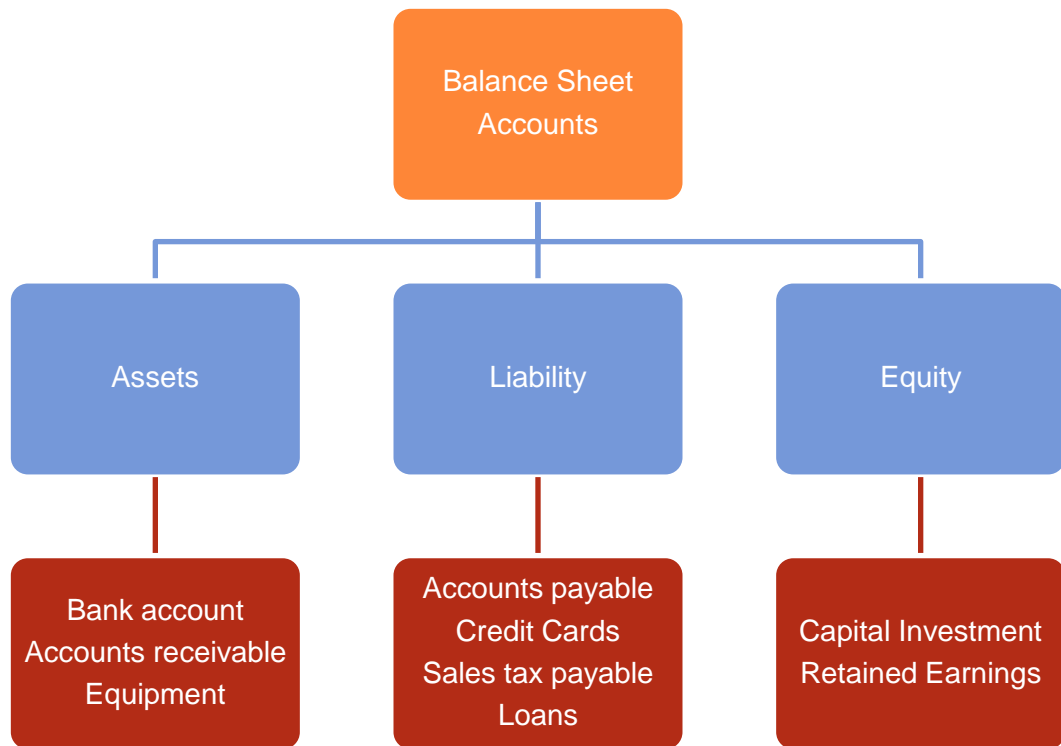 Balance Sheet
Accounts
Assets
Liability
Equity
Bank account
Accounts receivable
Equipment
Accounts payable
Credit Cards
Sales tax payable
Loans
Capital Investment
Retained Earnings